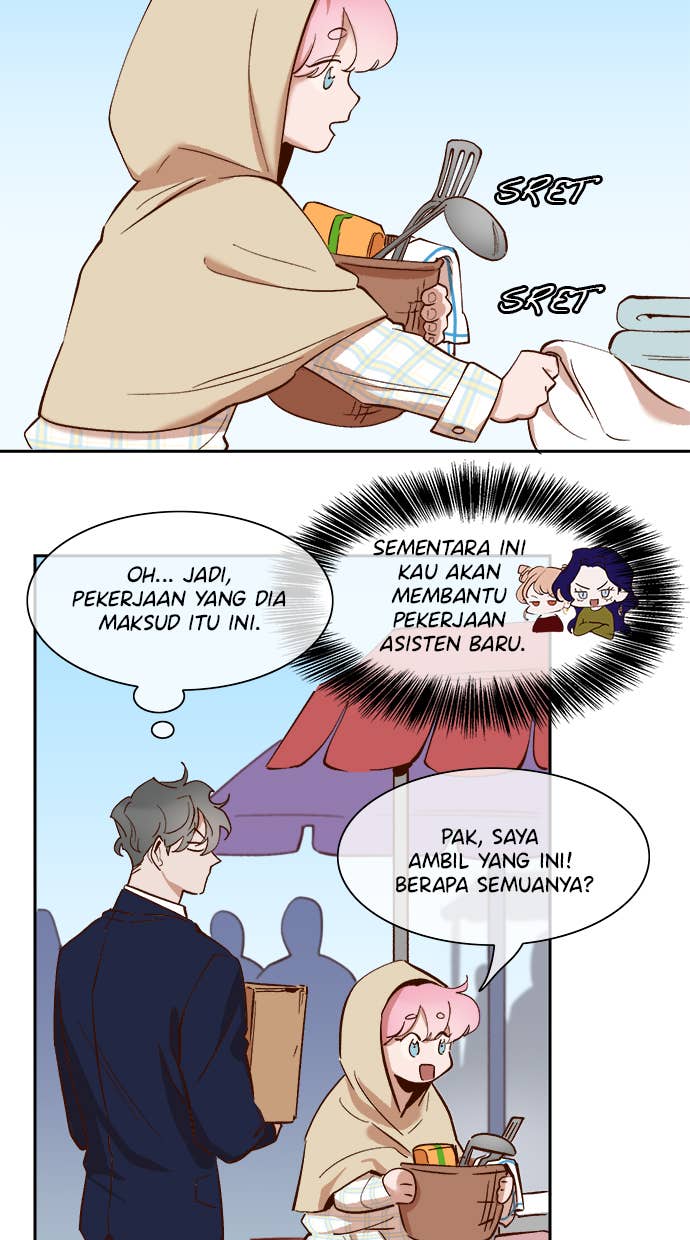 SRET
SRET
SEMENTARA INI
KAU AKAN
MEMBANTU
PEKERJAAN
ASISTEN BARU.
OH... JADI,
PEKERJAAN YANG DIA
MAKSUD ITU INI.
PAK, SAYA
AMBIL YANG INI!
BERAPA SEMUANYA?